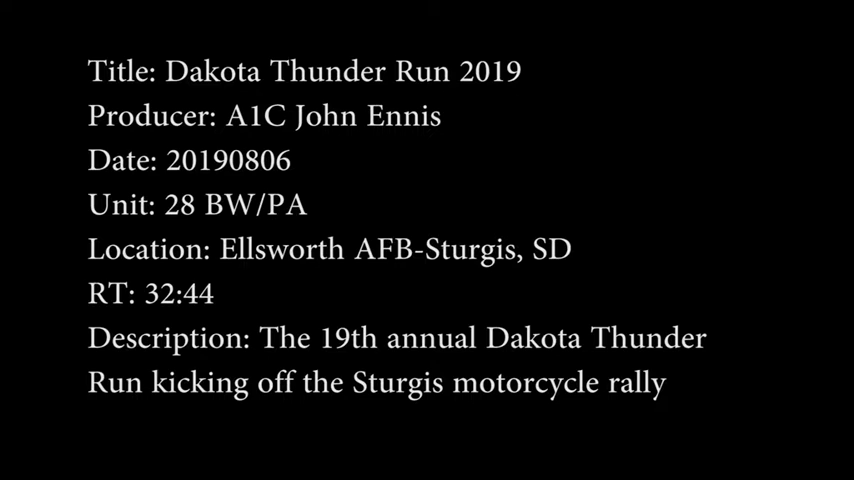 Title: Dakota Thunder Run 2019
Producer: A1C John Ennis
Date: 20190806
Unit: 28 BW/PA
Location: Ellsworth AFB-Sturgis, SD
RT: 32:44
Description: The 19th annual Dakota Thunder
Run kicking off the Sturgis motorcycle rally